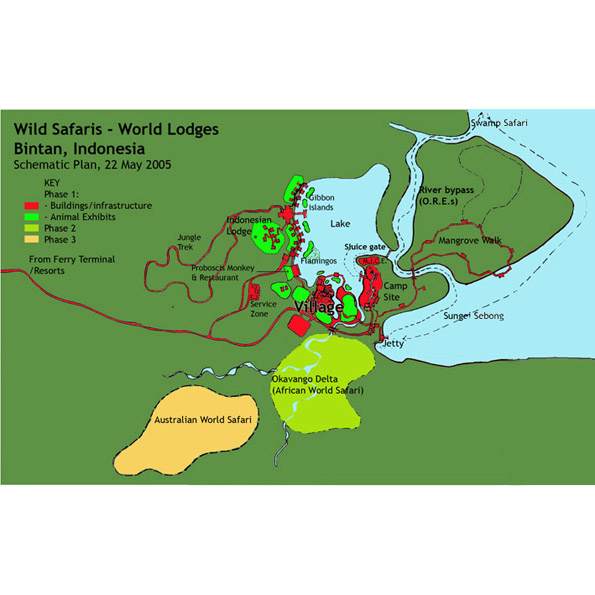 Wild Safaris - World Lodges
Bintan, Indonesia
Schematic Plan, 22 May 2005
KEY
Phase 1:
- Buildings/infrastructure
- Animal Exhibits
Phase 2
Phase 3
From Ferry Terminal
/Resorts
Swamp Safari
River bypass
(O.R.E.s)
Gibbon
islands
Lake
Indonesian
Lodge
Jungle
Trek
Mangrove Walk
Sluice gate
Flamingos
M.I.C.E.
Proboscis Monkey
& Restaurant
Camp
Site
Service
Zone
Village
Sungei Sebong
Jetty
Okavango Delta
(African World Safari)
Australian World Safari